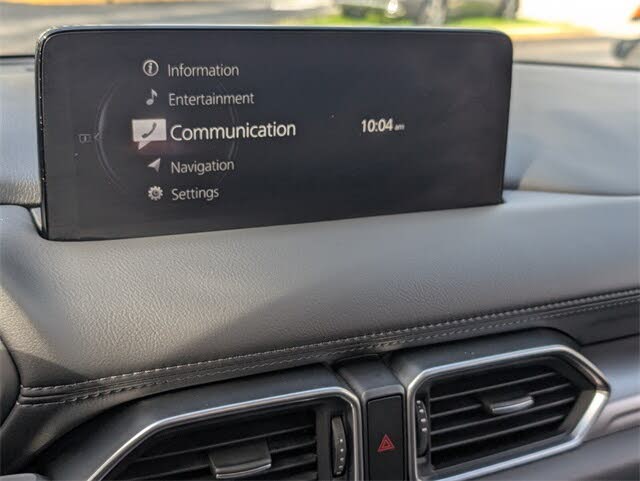 Information
Entertainment
Communication
10:04 am
Navigation
Settings